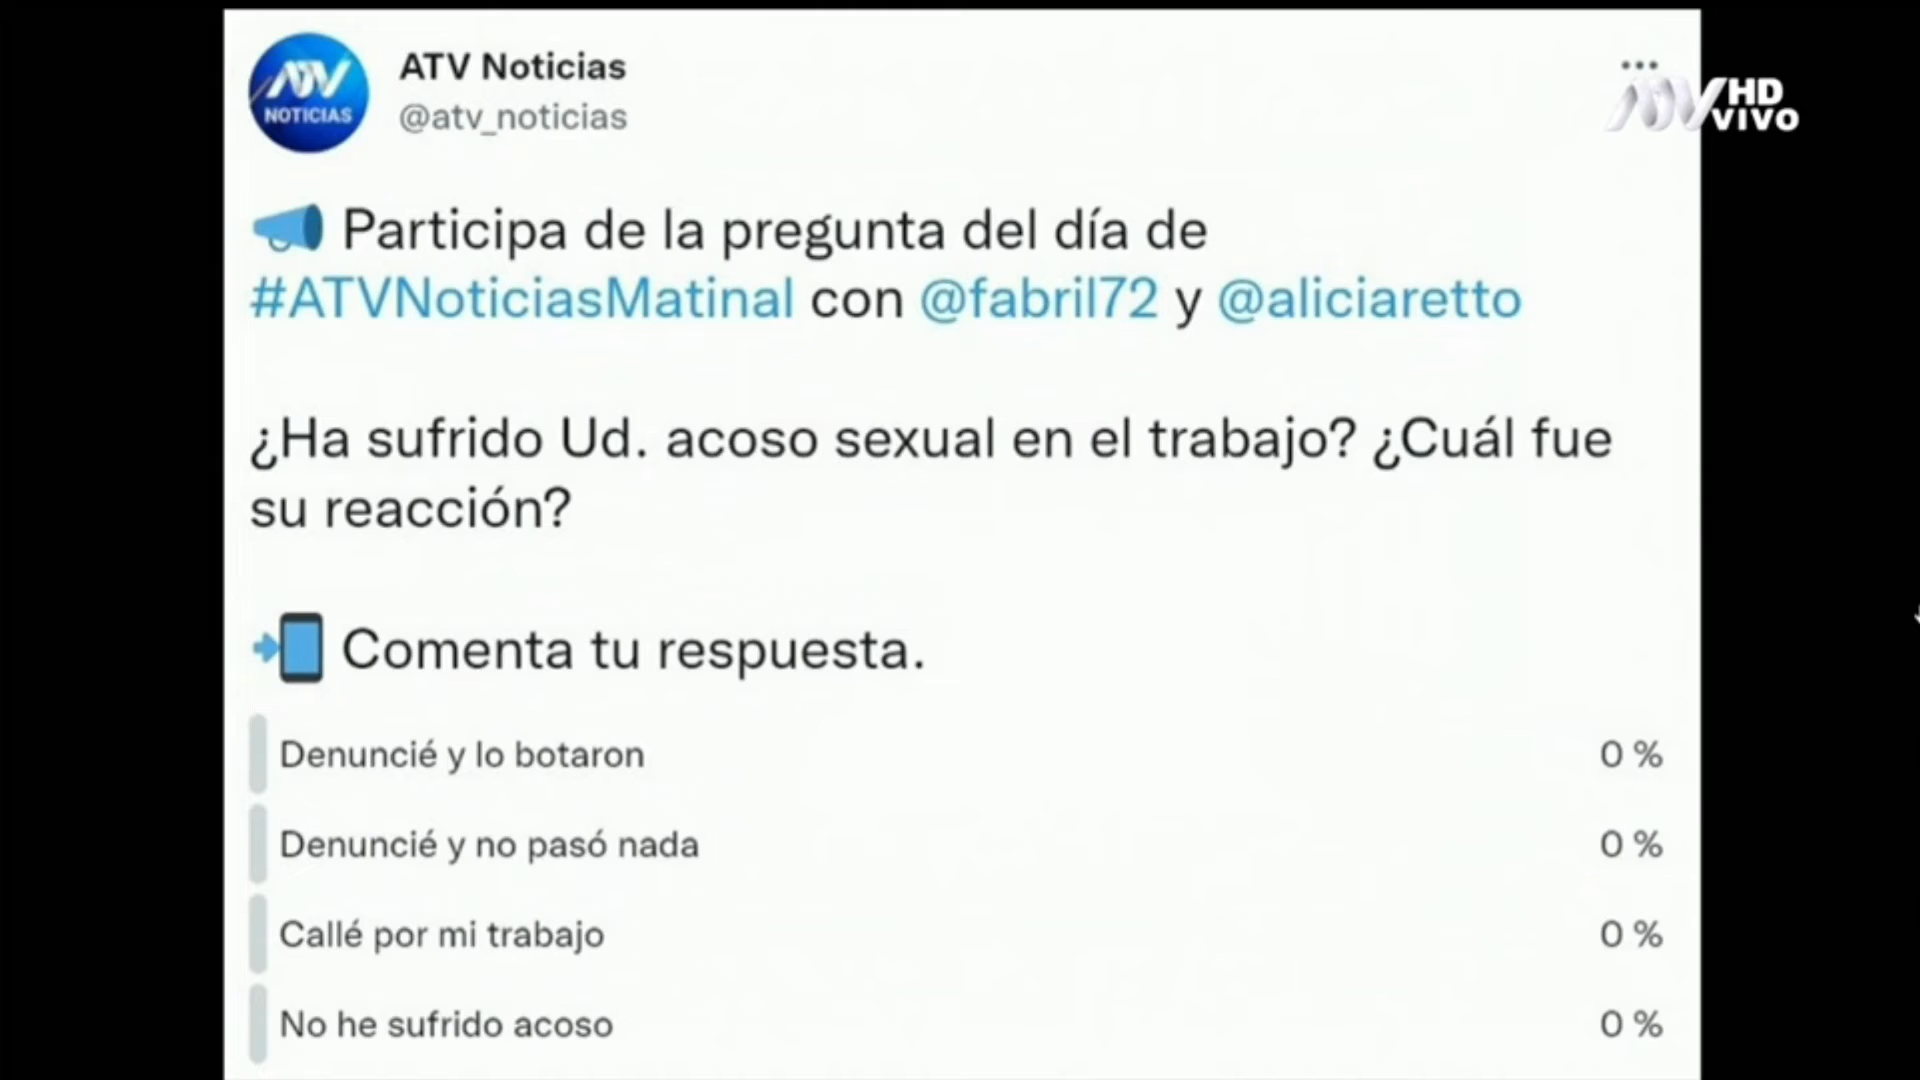 ATV Noticias
@atv_noticias
ATV
NOTICIAS
ATV HD
VIVO
Participa de la pregunta del día de
#ATVNoticiasMatinal con @fabril72 y @aliciaretto
¿Ha sufrido Ud. acoso sexual en el trabajo? ¿Cuál fue
su reacción?
Comenta tu respuesta.
Denuncié y lo botaron 0 %
Denuncié y no pasó nada 0 %
Callé por mi trabajo 0 %
No he sufrido acoso 0 %